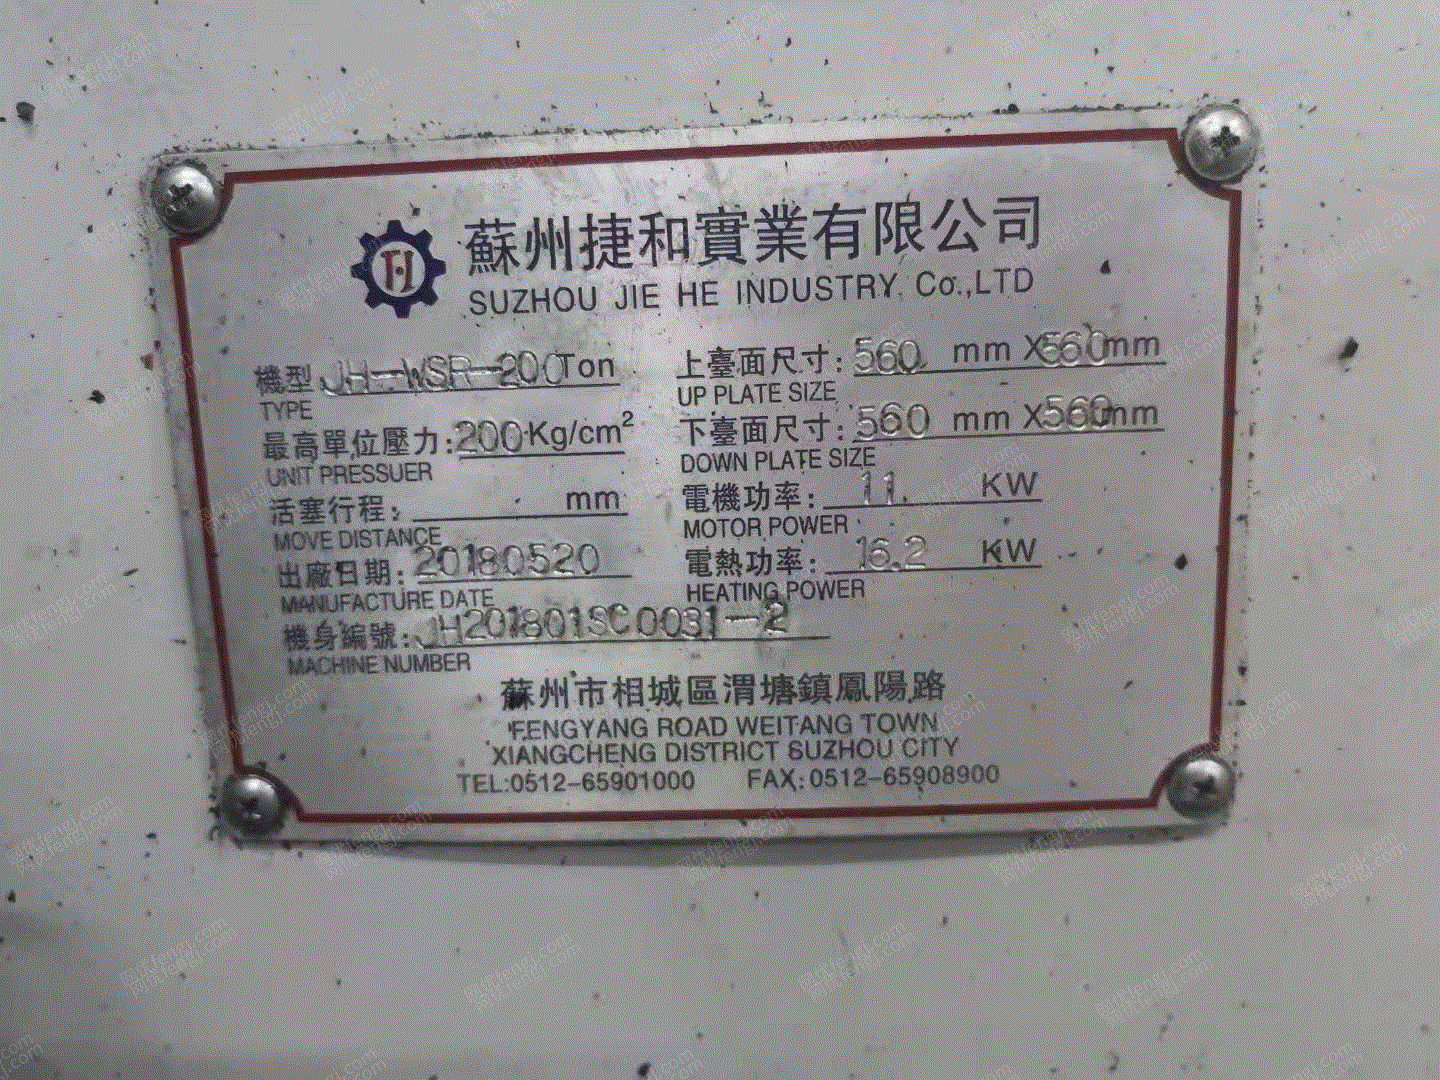 蘇州捷和實業有限公司
SUZHOU JIE HE INDUSTRY Co.,LTD
機型 JH-WSR-200Ton
TYPE
最高單位壓力:200Kg/cm²
UNIT PRESSUER
活塞行程: mm
MOVE DISTANCE
出廠日期:20180520
MANUFACTURE DATE
機身編號:JH201801SC0031-2
MACHINE NUMBER
上臺面尺寸:560 mm X560mm
UP PLATE SIZE
下臺面尺寸:560 mm X560mm
DOWN PLATE SIZE
電機功率: 11 KW
MOTOR POWER
電熱功率: 16.2 KW
HEATING POWER
蘇州市相城區渭塘鎮鳳陽路
FENGYANG ROAD WEITANG TOWN
XIANGCHENG DISTRICT SUZHOU CITY
TEL:0512-65901000 FAX:0512-65908900